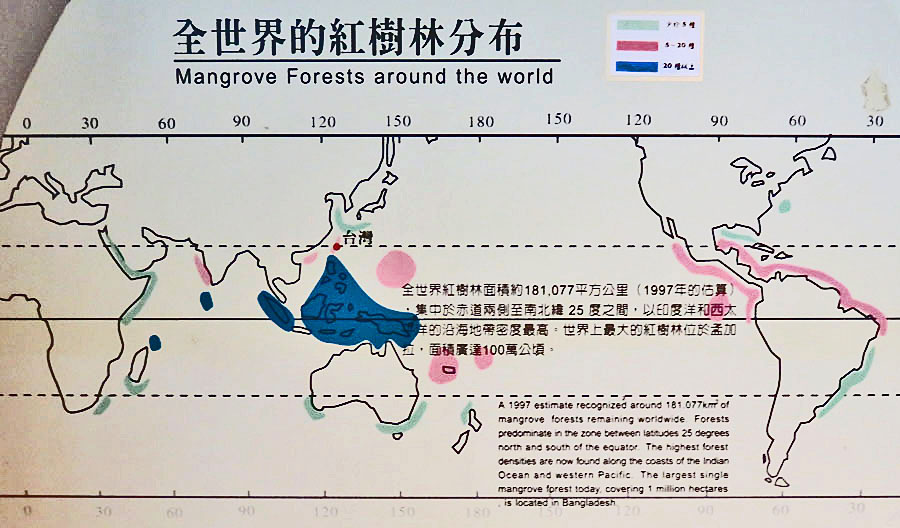 全世界的紅樹林分布
Mangrove Forests around the world
少於5種
5-20種
20種以上
0 30 60 90 120 150 180 150 120 90 60 30
台灣
全世界紅樹林面積約181,077平方公里（1997年的估算）
，集中於赤道兩側至南北緯 25 度之間，以印度洋和西太
洋的沿海地帶密度最高。世界上最大的紅樹林位於孟加
拉，面積廣達100萬公頃。
A 1997 estimate recognized around 181,077km² of
mangrove forests remaining worldwide. Forests
predominate in the zone between latitudes 25 degrees
north and south of the equator. The highest forest
densities are now found along the coasts of the Indian
Ocean and western Pacific. The largest single
mangrove forest today, covering 1 million hectares
, is located in Bangladesh.
0 30 60 90 120 150 180 150 120 90 60 30